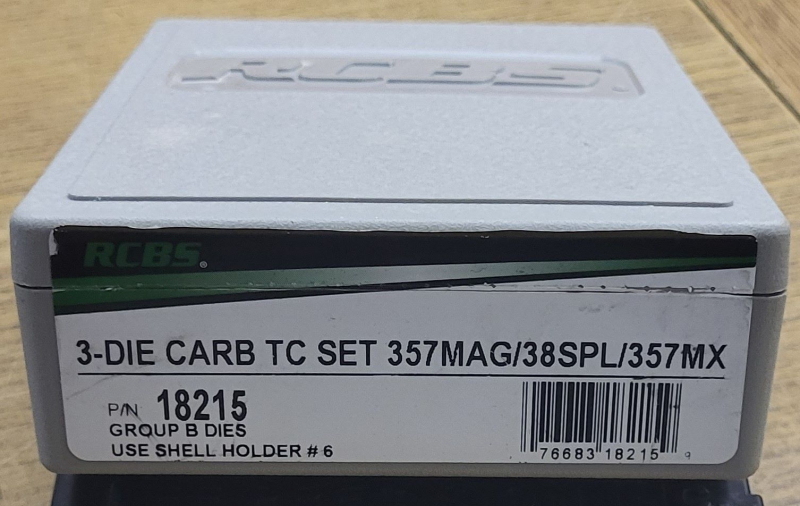 RCBS
RCBS®
3-DIE CARB TC SET 357MAG/38SPL/357MX
P/N 18215
GROUP B DIES
USE SHELL HOLDER # 6
76683 18215 9